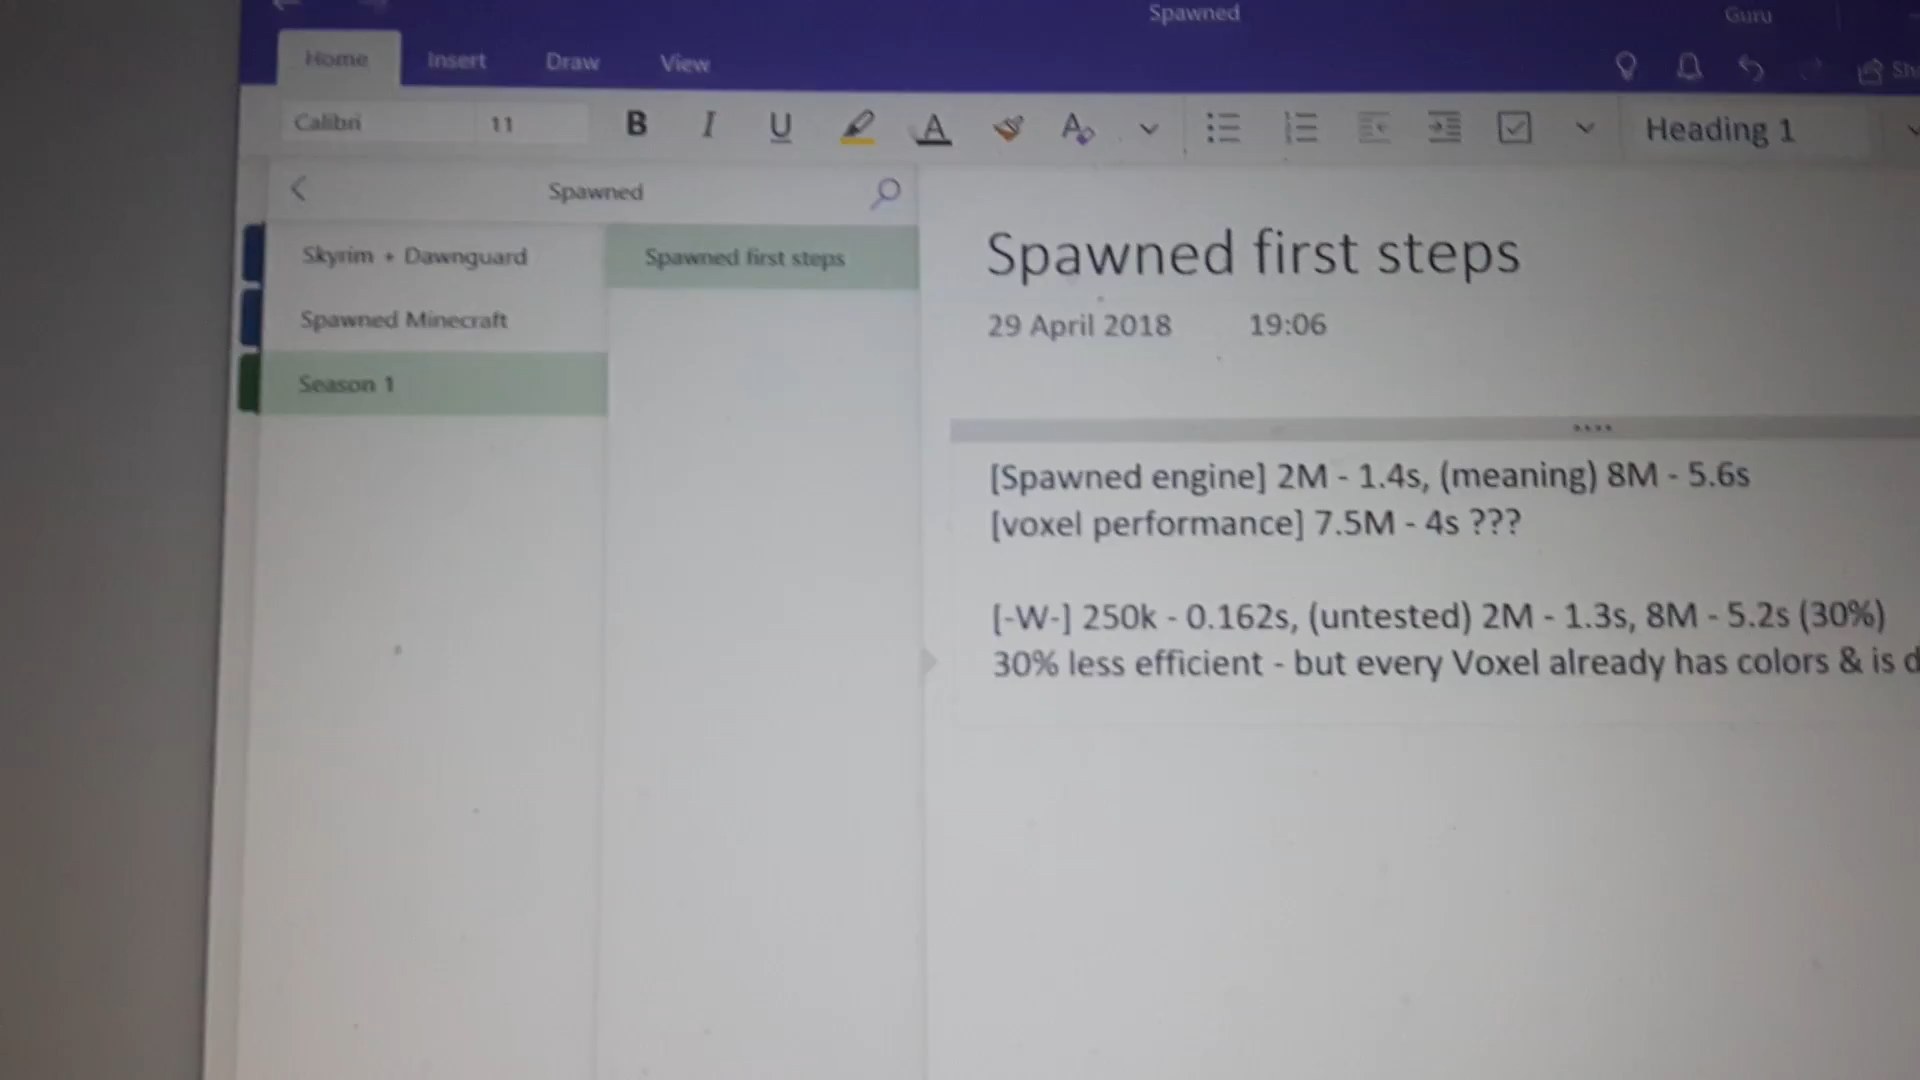 Spawned
Guru
Home Insert Draw View
Calibri 11 B I U A A Heading 1
Spawned
Skyrim + Dawnguard
Spawned Minecraft
Season 1
Spawned first steps
Spawned first steps
29 April 2018 19:06
[Spawned engine] 2M - 1.4s, (meaning) 8M - 5.6s
[voxel performance] 7.5M - 4s ???
[-W-] 250k - 0.162s, (untested) 2M - 1.3s, 8M - 5.2s (30%)
30% less efficient - but every Voxel already has colors & is